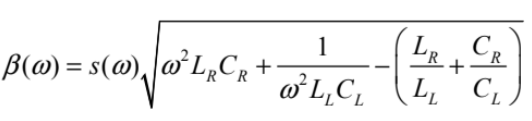 β(ω) = s(ω)√(ω²L_R C_R + 1/(ω²L_L C_L) − (L_R/L_L + C_R/C_L))